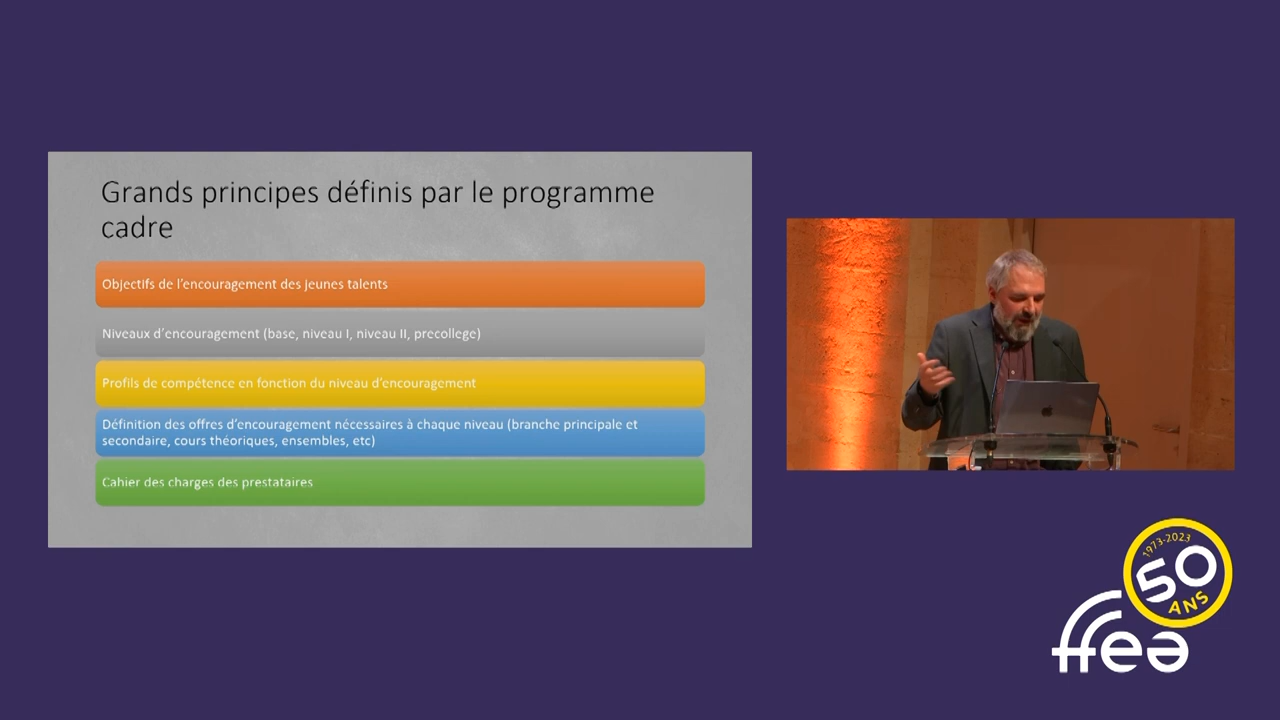 Grands principes définis par le programme
cadre
Objectifs de l'encouragement des jeunes talents
Niveaux d'encouragement (base, niveau I, niveau II, precollege)
Profils de compétence en fonction du niveau d'encouragement
Définition des offres d'encouragement nécessaires à chaque niveau (branche principale et
secondaire, cours théoriques, ensembles, etc)
Cahier des charges des prestataires
1973-2023
50
ANS
ffea